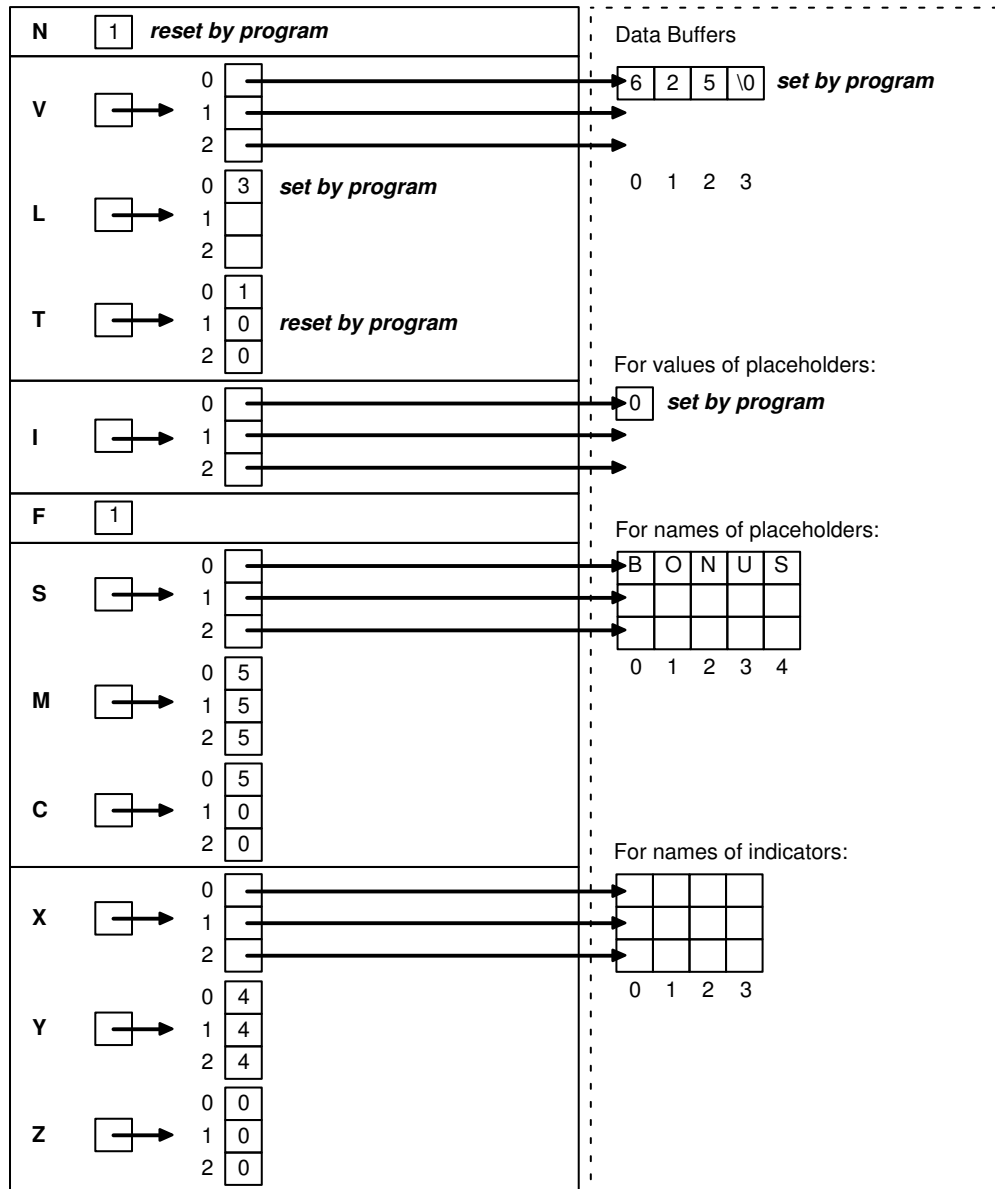 N 1 reset by program
Data Buffers
V
0 6 2 5 \0 set by program
1
2
0 1 2 3
L
0 3 set by program
1
2
T
0 1
1 0 reset by program
2 0
For values of placeholders:
I
0 0 set by program
1
2
F 1
For names of placeholders:
S
0 B O N U S
1
2
0 1 2 3 4
M
0 5
1 5
2 5
C
0 5
1 0
2 0
For names of indicators:
X
0
1
2
0 1 2 3
Y
0 4
1 4
2 4
Z
0 0
1 0
2 0